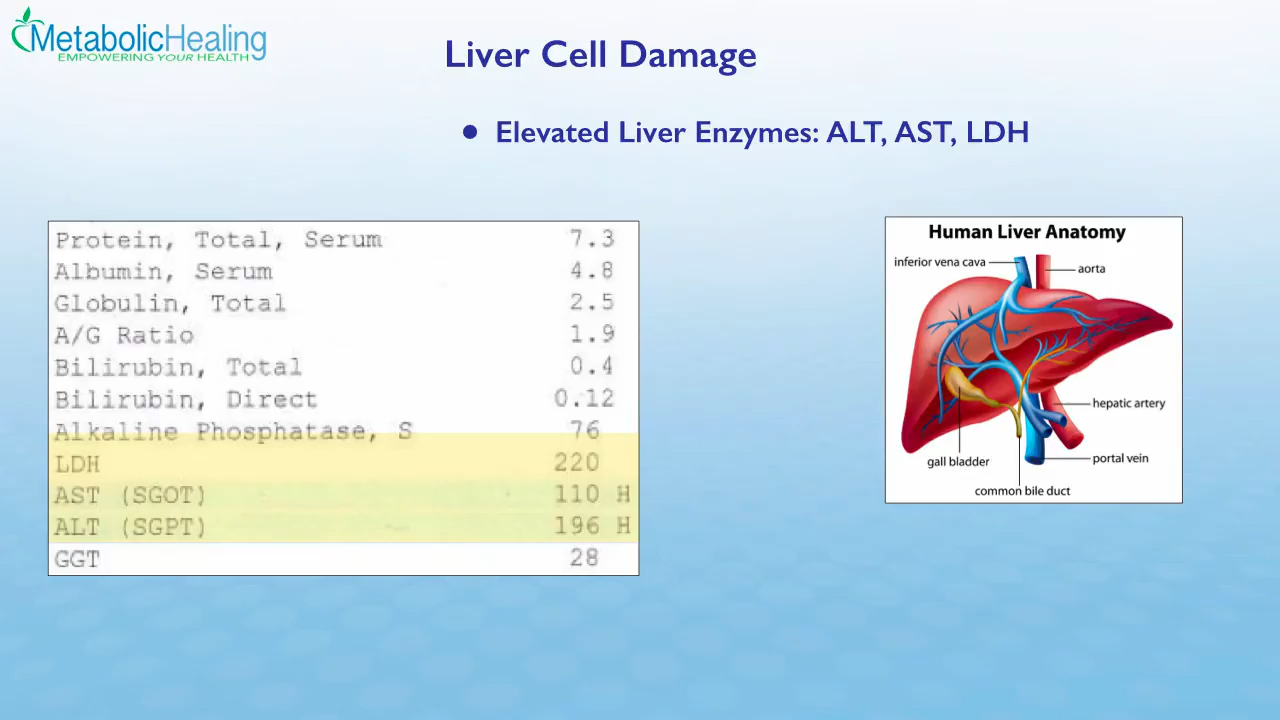 MetabolicHealing
EMPOWERING YOUR HEALTH
Liver Cell Damage
• Elevated Liver Enzymes: ALT, AST, LDH
Protein, Total, Serum 7.3
Albumin, Serum 4.8
Globulin, Total 2.5
A/G Ratio 1.9
Bilirubin, Total 0.4
Bilirubin, Direct 0.12
Alkaline Phosphatase, S 76
LDH 220
AST (SGOT) 110 H
ALT (SGPT) 196 H
GGT 28
Human Liver Anatomy
inferior vena cava
aorta
hepatic artery
gall bladder
portal vein
common bile duct